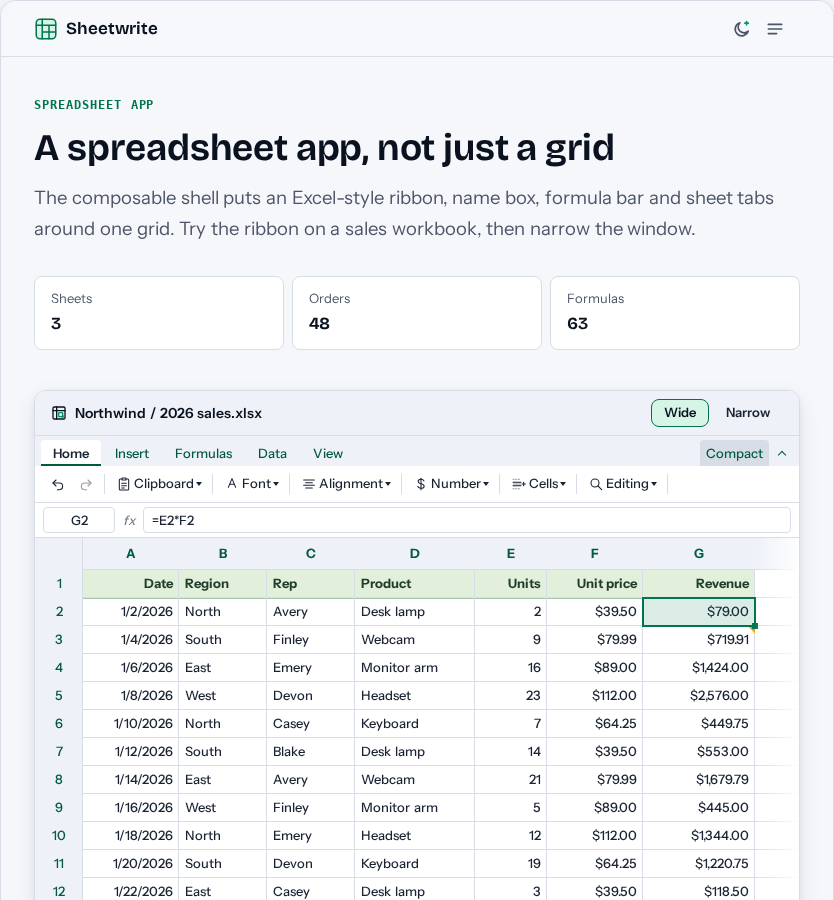 Sheetwrite
SPREADSHEET APP
A spreadsheet app, not just a grid
The composable shell puts an Excel-style ribbon, name box, formula bar and sheet tabs
around one grid. Try the ribbon on a sales workbook, then narrow the window.
Sheets Orders Formulas
3 48 63
Northwind / 2026 sales.xlsx Wide Narrow
Home Insert Formulas Data View Compact
Clipboard Font Alignment Number Cells Editing
G2 fx =E2*F2
A B C D E F G
1 Date Region Rep Product Units Unit price Revenue
2 1/2/2026 North Avery Desk lamp 2 $39.50 $79.00
3 1/4/2026 South Finley Webcam 9 $79.99 $719.91
4 1/6/2026 East Emery Monitor arm 16 $89.00 $1,424.00
5 1/8/2026 West Devon Headset 23 $112.00 $2,576.00
6 1/10/2026 North Casey Keyboard 7 $64.25 $449.75
7 1/12/2026 South Blake Desk lamp 14 $39.50 $553.00
8 1/14/2026 East Avery Webcam 21 $79.99 $1,679.79
9 1/16/2026 West Finley Monitor arm 5 $89.00 $445.00
10 1/18/2026 North Emery Headset 12 $112.00 $1,344.00
11 1/20/2026 South Devon Keyboard 19 $64.25 $1,220.75
12 1/22/2026 East Casey Desk lamp 3 $39.50 $118.50